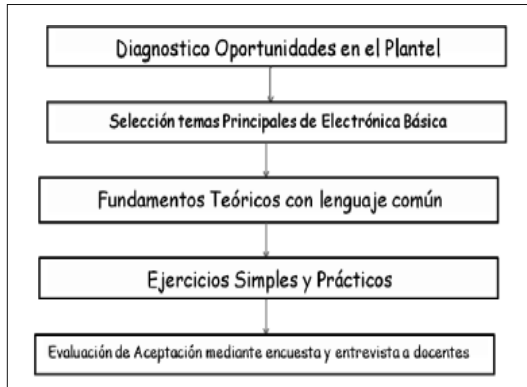 Diagnostico Oportunidades en el Plantel
Selección temas Principales de Electrónica Básica
Fundamentos Teóricos con lenguaje común
Ejercicios Simples y Prácticos
Evaluación de Aceptación mediante encuesta y entrevista a docentes